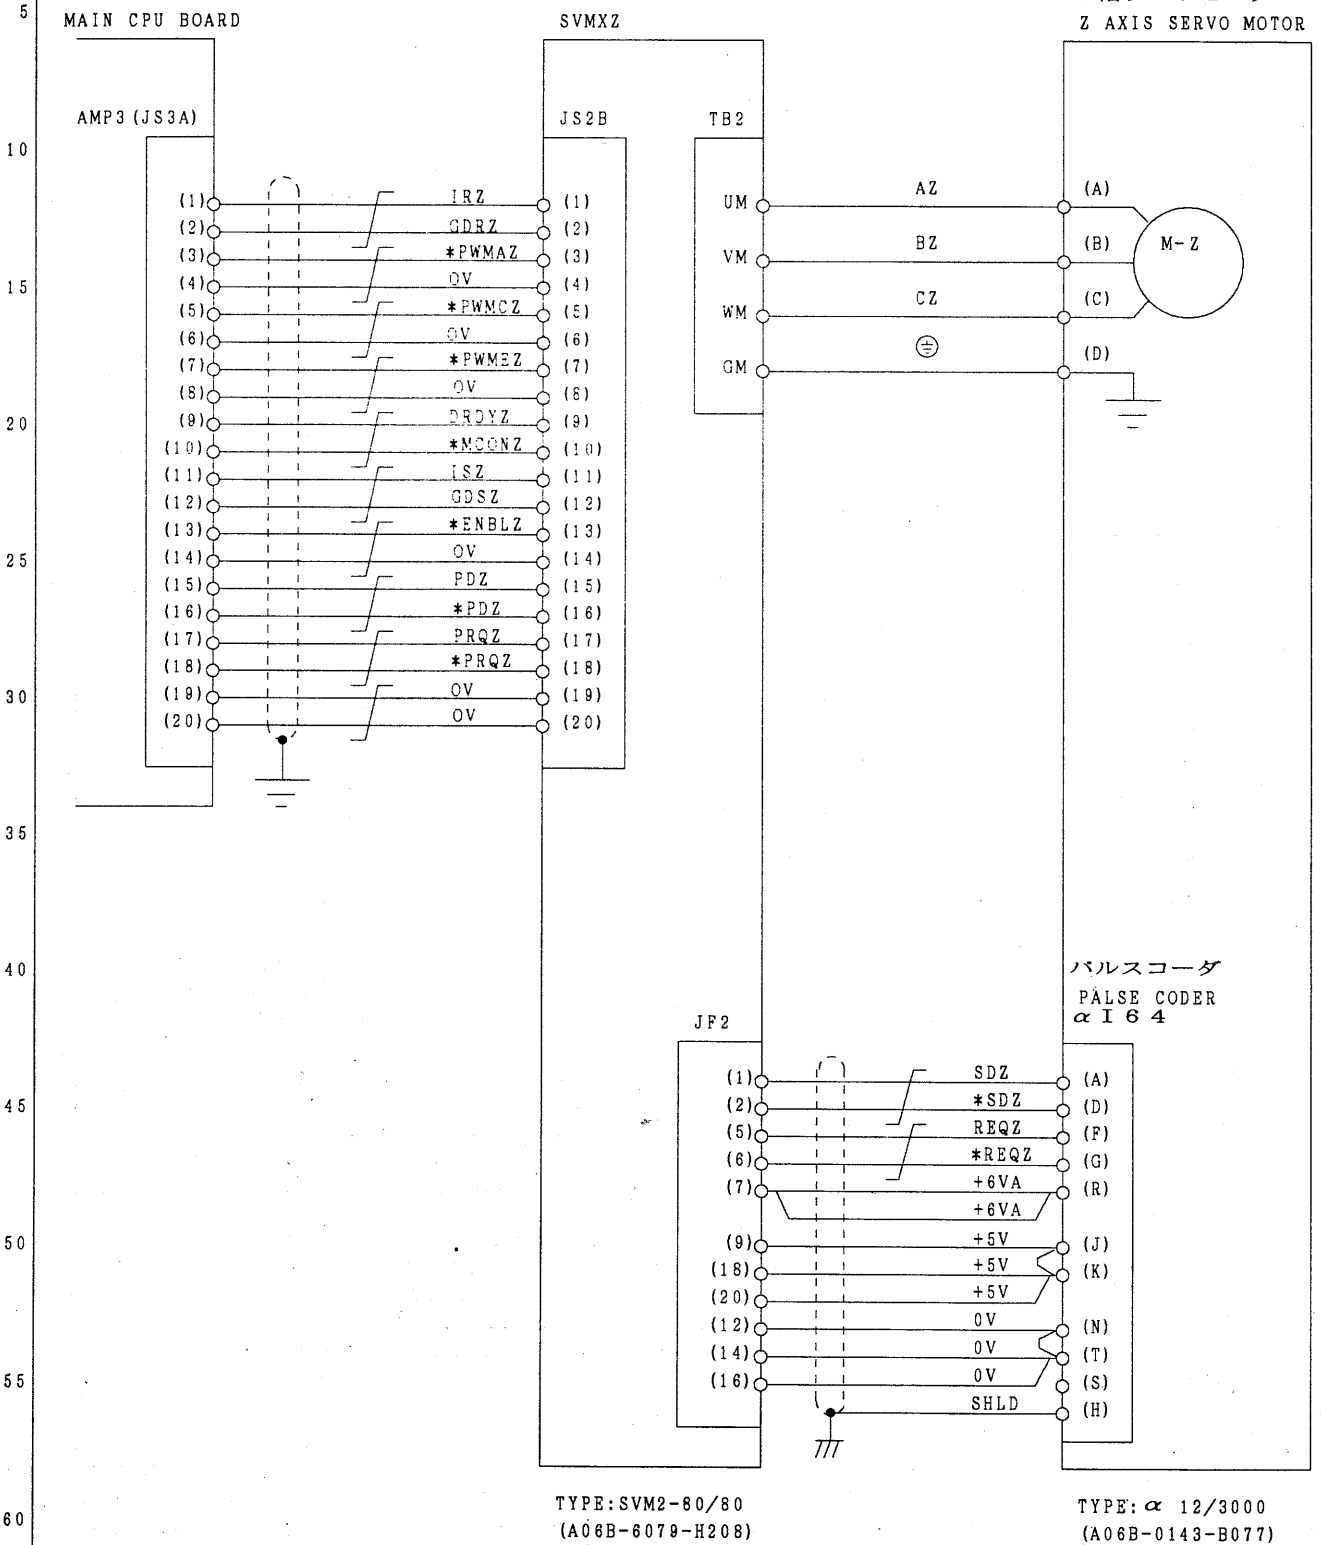 5
MAIN CPU BOARD
SVMXZ
Z AXIS SERVO MOTOR
AMP3(JS3A)
JS2B
TB2
10
(1) IRZ (1)
(2) GDRZ (2)
(3) *PWMAZ (3)
(4) 0V (4)
15
(5) *PWMCZ (5)
(6) 0V (6)
(7) *PWMEZ (7)
(8) 0V (8)
20
(9) DRDYZ (9)
(10) *MCONZ (10)
(11) ISZ (11)
(12) GDSZ (12)
(13) *ENBLZ (13)
25
(14) 0V (14)
(15) PDZ (15)
(16) *PDZ (16)
(17) PRQZ (17)
(18) *PRQZ (18)
30
(19) 0V (19)
(20) 0V (20)
UM AZ (A)
VM BZ (B) M-Z
WM CZ (C)
GM (D)
35
40
パルスコーダ
PALSE CODER
αI64
JF2
(1) SDZ (A)
45
(2) *SDZ (D)
(5) REQZ (F)
(6) *REQZ (G)
(7) +6VA (R)
+6VA
50
(9) +5V (J)
(18) +5V (K)
(20) +5V
(12) 0V (N)
(14) 0V (T)
55
(16) 0V (S)
SHLD (H)
TYPE:SVM2-80/80
(A06B-6079-H208)
TYPE:α 12/3000
(A06B-0143-B077)
60